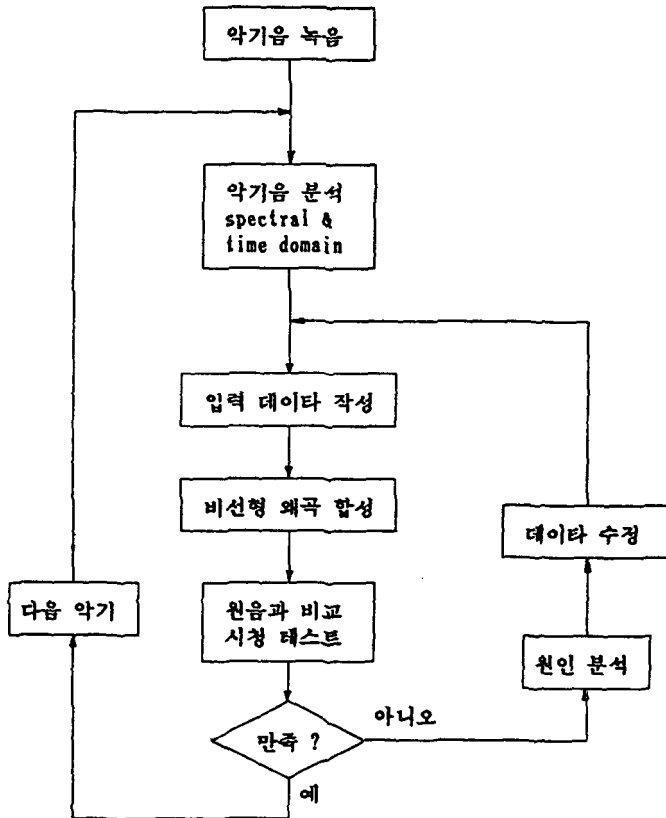 악기음 녹음
악기음 분석
spectral &
time domain
입력 데이타 작성
비선형 왜곡 합성
데이타 수정
다음 악기
원음과 비교
시청 테스트
원인 분석
만족 ?
아니오
예